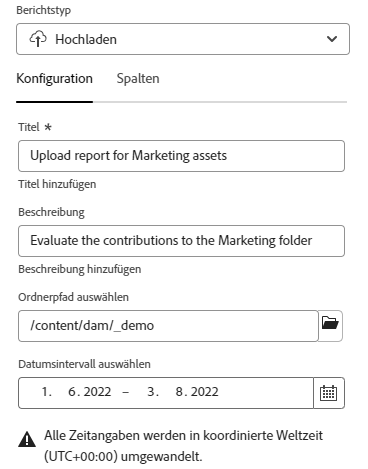 Berichtstyp
Hochladen
Konfiguration Spalten
Titel *
Upload report for Marketing assets
Titel hinzufügen
Beschreibung
Evaluate the contributions to the Marketing folder
Beschreibung hinzufügen
Ordnerpfad auswählen
/content/dam/_demo
Datumsintervall auswählen
1. 6. 2022 – 3. 8. 2022
Alle Zeitangaben werden in koordinierte Weltzeit
(UTC+00:00) umgewandelt.